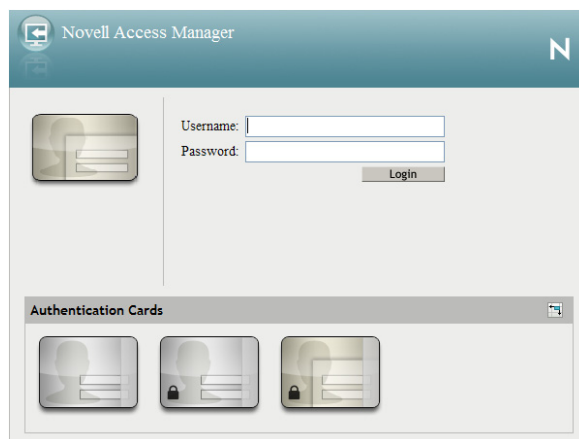 Novell Access Manager
N
Username:
Password:
Login
Authentication Cards